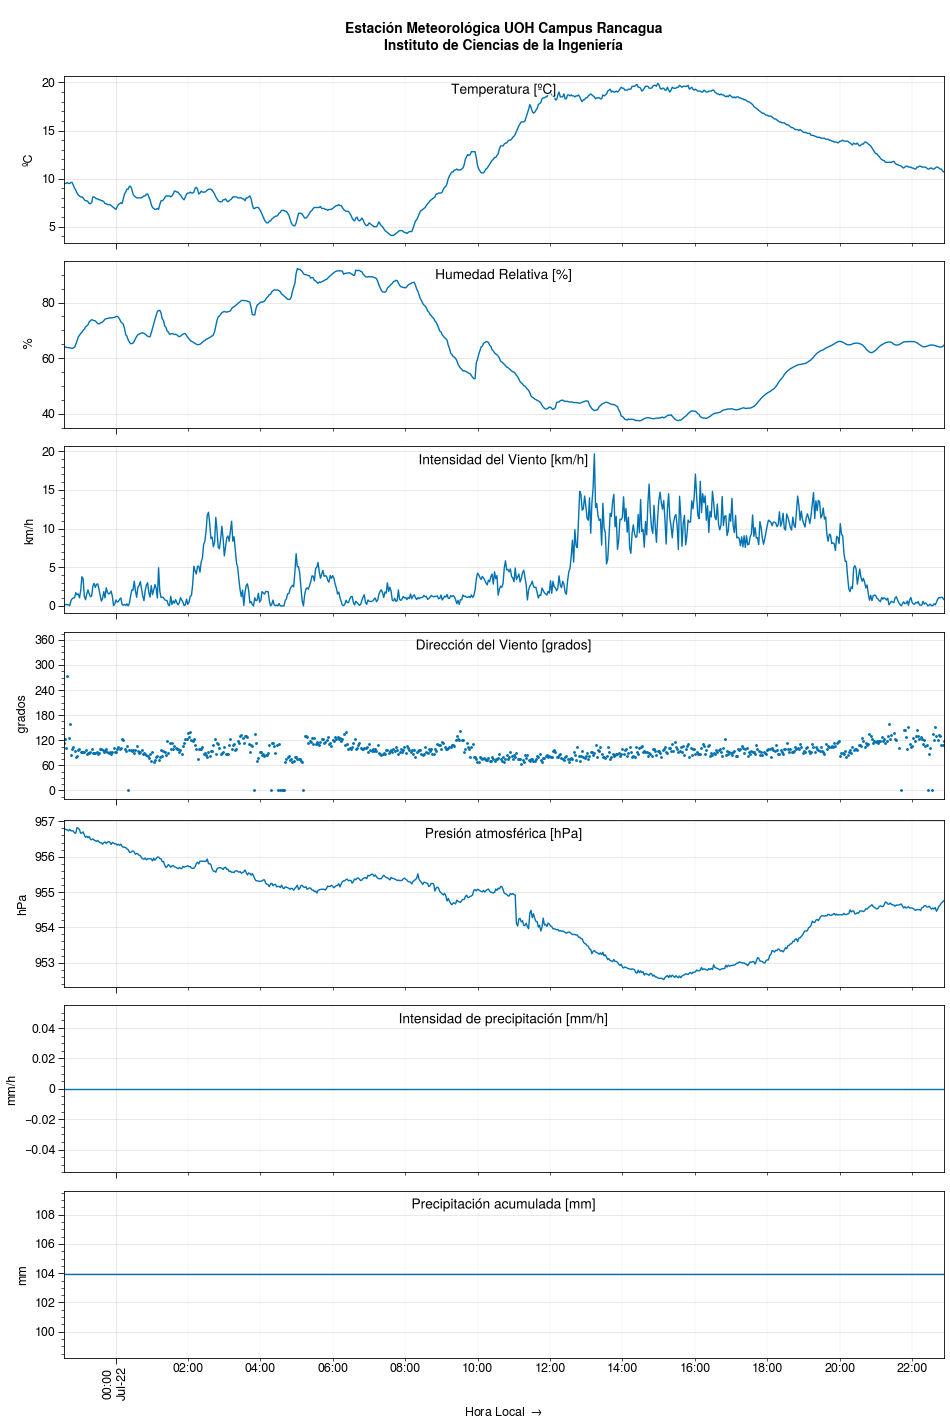 Estación Meteorológica UOH Campus Rancagua
Instituto de Ciencias de la Ingeniería
Temperatura [ºC]
20
15
10
5
ºC
Humedad Relativa [%]
80
60
40
%
Intensidad del Viento [km/h]
20
15
10
5
0
km/h
Dirección del Viento [grados]
360
300
240
180
120
60
0
grados
Presión atmosférica [hPa]
957
956
955
954
953
hPa
Intensidad de precipitación [mm/h]
0.04
0.02
0
−0.02
−0.04
mm/h
Precipitación acumulada [mm]
108
106
104
102
100
mm
00:00
Jul-22
02:00
04:00
06:00
08:00
10:00
12:00
14:00
16:00
18:00
20:00
22:00
Hora Local →